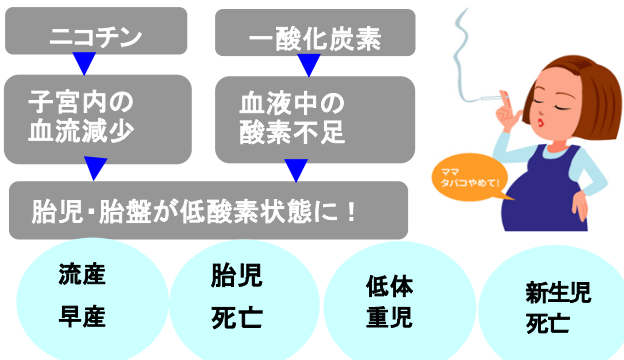 ニコチン
一酸化炭素
子宮内の
血流減少
血液中の
酸素不足
胎児・胎盤が低酸素状態に！
ママ
タバコやめて！
流産
早産
胎児
死亡
低体
重児
新生児
死亡